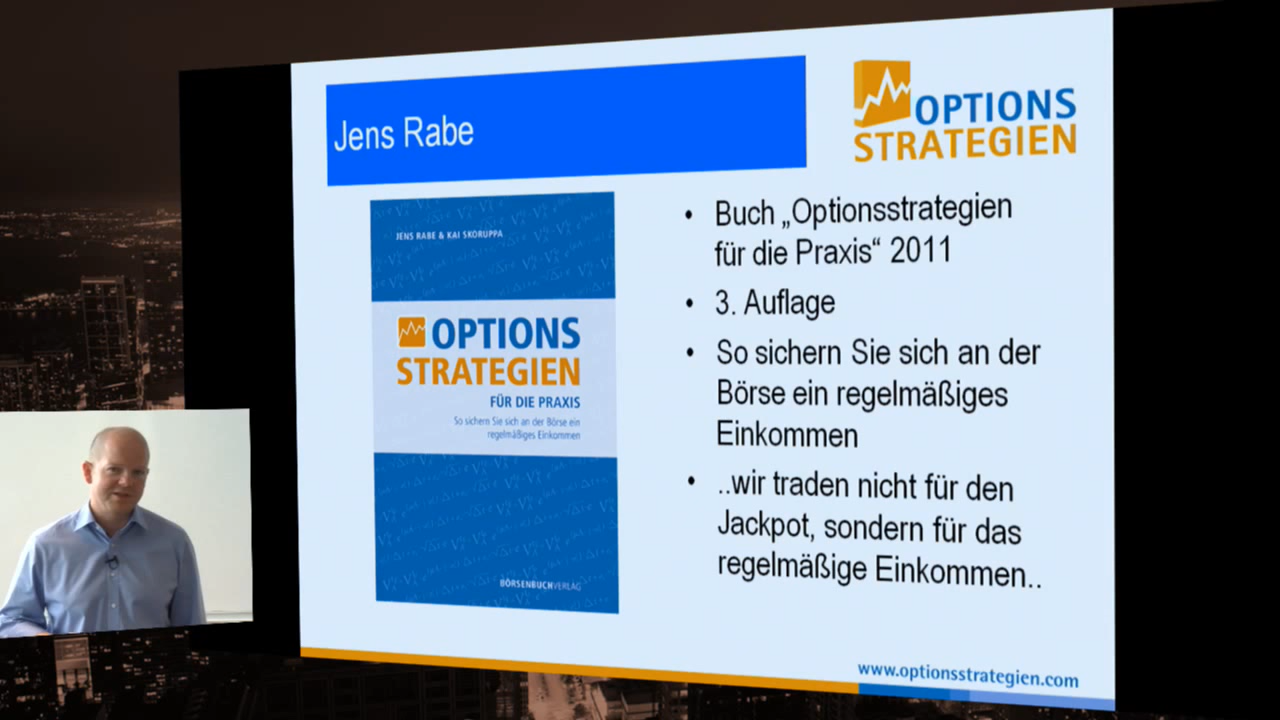 Jens Rabe
OPTIONS
STRATEGIEN
JENS RABE & KAI SKORUPPA
OPTIONS
STRATEGIEN
FÜR DIE PRAXIS
So sichern Sie sich an der Börse ein
regelmäßiges Einkommen
BÖRSENBUCHVERLAG
• Buch „Optionsstrategien
für die Praxis“ 2011
• 3. Auflage
• So sichern Sie sich an der
Börse ein regelmäßiges
Einkommen
• ..wir traden nicht für den
Jackpot, sondern für das
regelmäßige Einkommen..
www.optionsstrategien.com